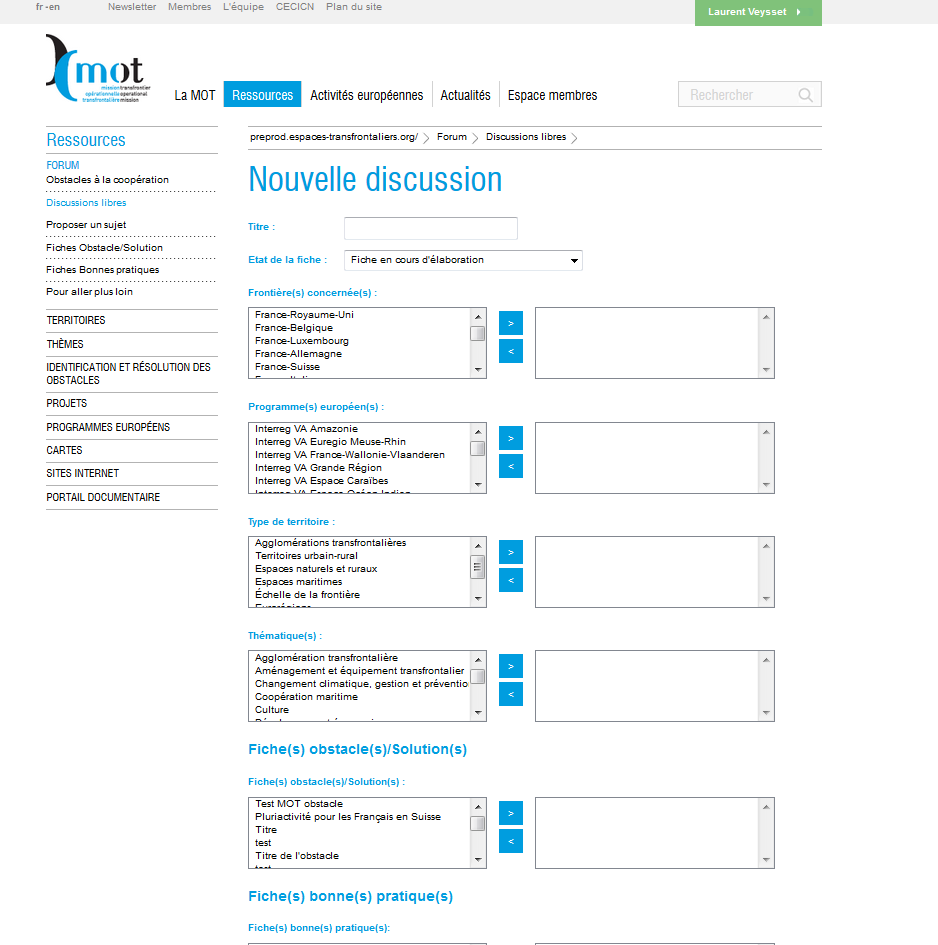 fr - en Newsletter Membres L'équipe CECICN Plan du site
Laurent Veysset
mot
mission transfrontier
opérationnelle operational
transfrontalière mission
La MOT Ressources Activités européennes Actualités Espace membres
Rechercher
Ressources
FORUM
Obstacles à la coopération
Discussions libres
Proposer un sujet
Fiches Obstacle/Solution
Fiches Bonnes pratiques
Pour aller plus loin
TERRITOIRES
THÈMES
IDENTIFICATION ET RÉSOLUTION DES
OBSTACLES
PROJETS
PROGRAMMES EUROPÉENS
CARTES
SITES INTERNET
PORTAIL DOCUMENTAIRE
preprod.espaces-transfrontaliers.org/ Forum Discussions libres
Nouvelle discussion
Titre :
Etat de la fiche : Fiche en cours d'élaboration
Frontière(s) concernée(s) :
France-Royaume-Uni
France-Belgique
France-Luxembourg
France-Allemagne
France-Suisse
>
<
Programme(s) européen(s) :
Interreg VA Amazonie
Interreg VA Euregio Meuse-Rhin
Interreg VA France-Wallonie-Vlaanderen
Interreg VA Grande Région
Interreg VA Espace Caraïbes
Interreg VA Espace Océan Indien
>
<
Type de territoire :
Agglomérations transfrontalières
Territoires urbain-rural
Espaces naturels et ruraux
Espaces maritimes
Échelle de la frontière
Eurorégions
>
<
Thématique(s) :
Agglomération transfrontalière
Aménagement et équipement transfrontalier
Changement climatique, gestion et préventio
Coopération maritime
Culture
>
<
Fiche(s) obstacle(s)/Solution(s)
Fiche(s) obstacle(s)/Solution(s) :
Test MOT obstacle
Pluriactivité pour les Français en Suisse
Titre
test
Titre de l'obstacle
test
>
<
Fiche(s) bonne(s) pratique(s)
Fiche(s) bonne(s) pratique(s):